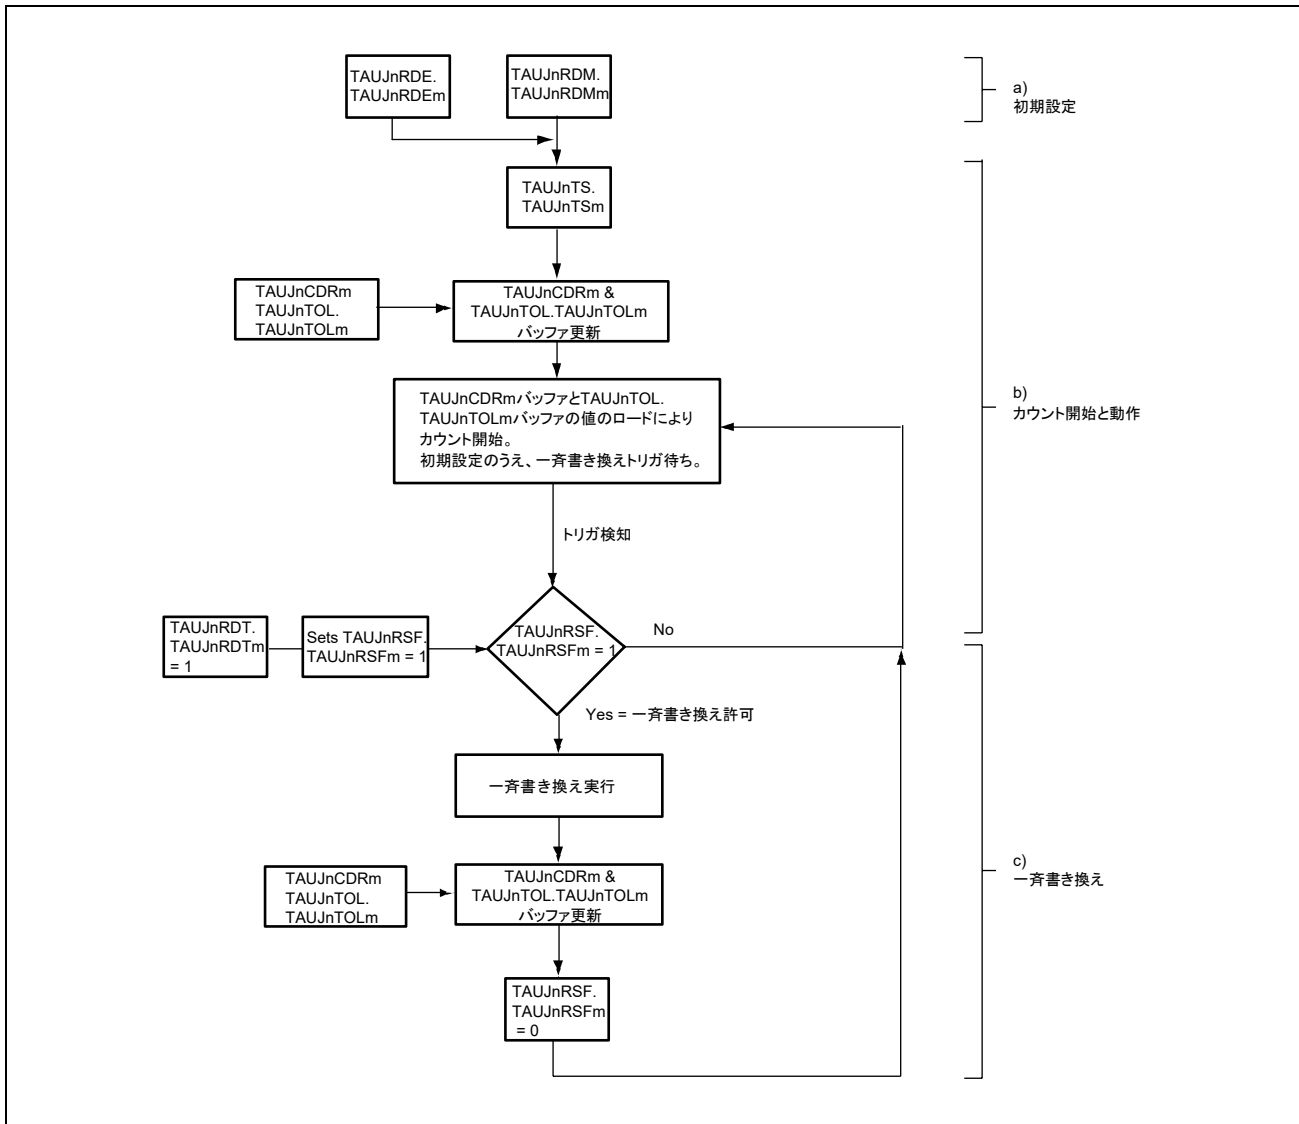 TAUJnRDE.
TAUJnRDEm
TAUJnRDM.
TAUJnRDMm
a)
初期設定
TAUJnTS.
TAUJnTSm
TAUJnCDRm
TAUJnTOL.
TAUJnTOLm
TAUJnCDRm &
TAUJnTOL.TAUJnTOLm
バッファ更新
TAUJnCDRmバッファとTAUJnTOL.
TAUJnTOLmバッファの値のロードにより
カウント開始。
初期設定のうえ、一斉書き換えトリガ待ち。
b)
カウント開始と動作
トリガ検知
TAUJnRDT.
TAUJnRDTm
= 1
Sets TAUJnRSF.
TAUJnRSFm = 1
TAUJnRSF.
TAUJnRSFm = 1
No
Yes = 一斉書き換え許可
一斉書き換え実行
TAUJnCDRm
TAUJnTOL.
TAUJnTOLm
TAUJnCDRm &
TAUJnTOL.TAUJnTOLm
バッファ更新
c)
一斉書き換え
TAUJnRSF.
TAUJnRSFm
= 0